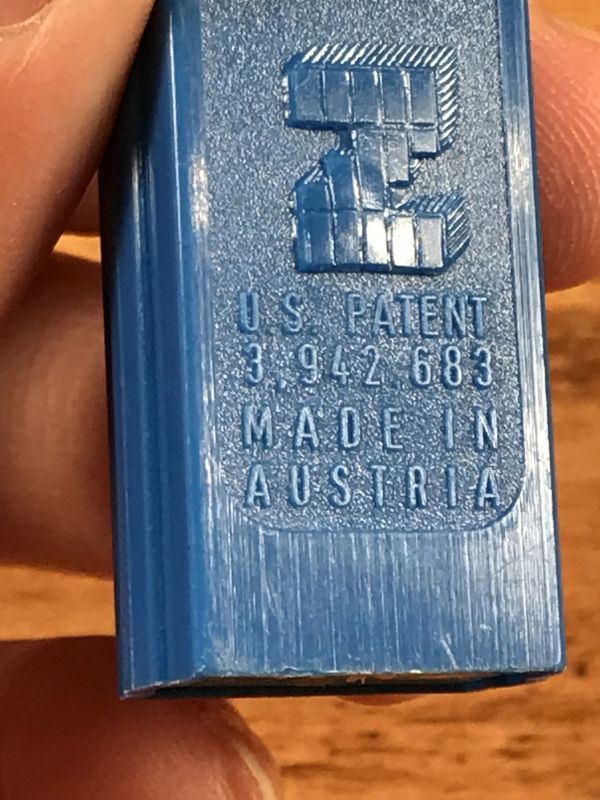 Z
U.S. PATENT
3,942,683
MADE IN
AUSTRIA